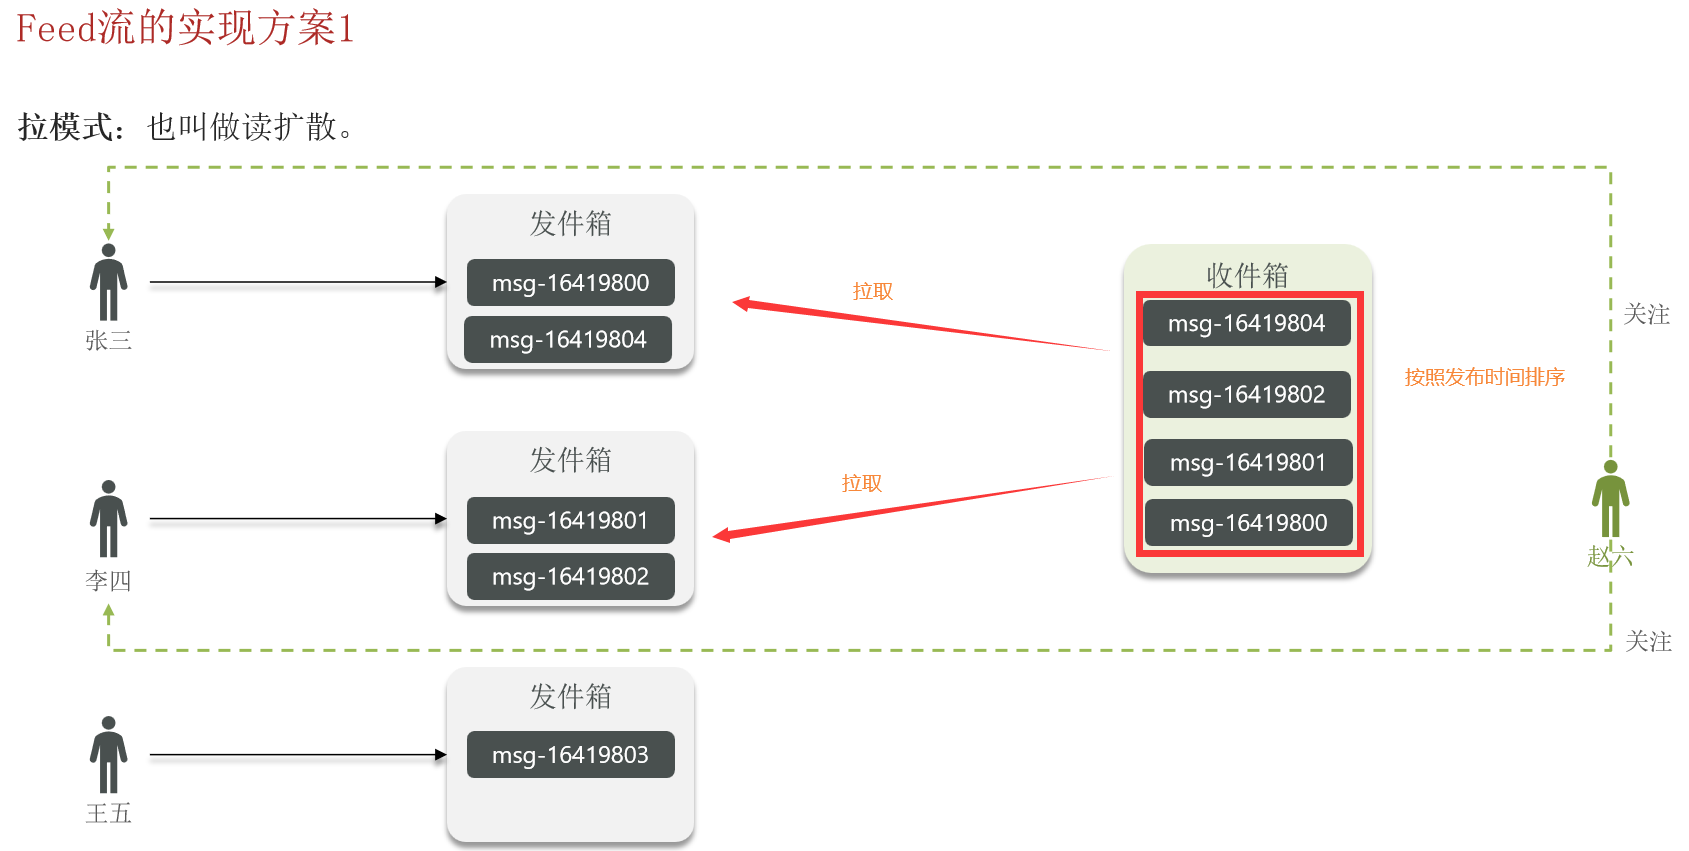 Feed流的实现方案1
拉模式：也叫做读扩散。
发件箱
msg-16419800
msg-16419804
张三
拉取
收件箱
msg-16419804
msg-16419802
msg-16419801
msg-16419800
按照发布时间排序
关注
发件箱
msg-16419801
msg-16419802
李四
拉取
赵六
关注
发件箱
msg-16419803
王五